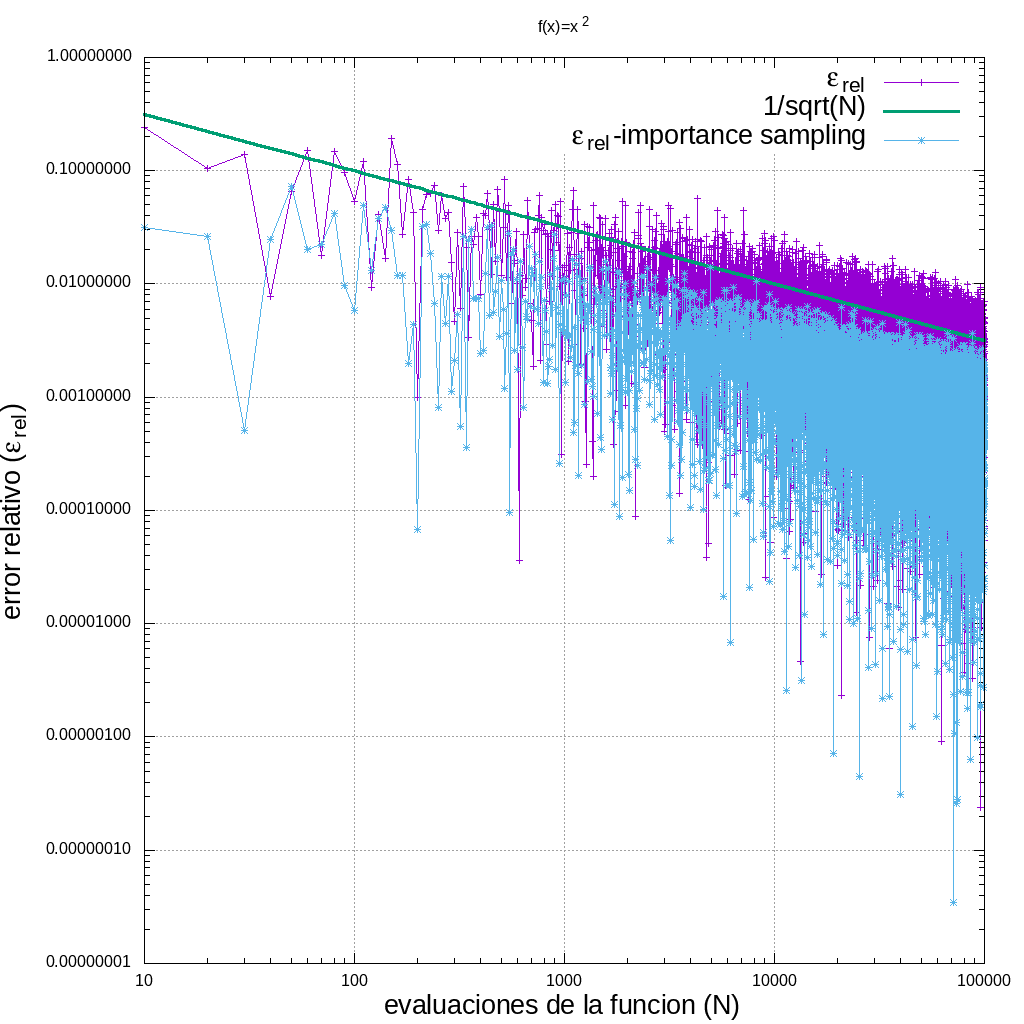 f(x)=x 2
1.00000000
0.10000000
0.01000000
0.00100000
0.00010000
0.00001000
0.00000100
0.00000010
0.00000001
error relativo (ε rel)
ε rel
1/sqrt(N)
ε rel -importance sampling
10 100 1000 10000 100000
evaluaciones de la funcion (N)